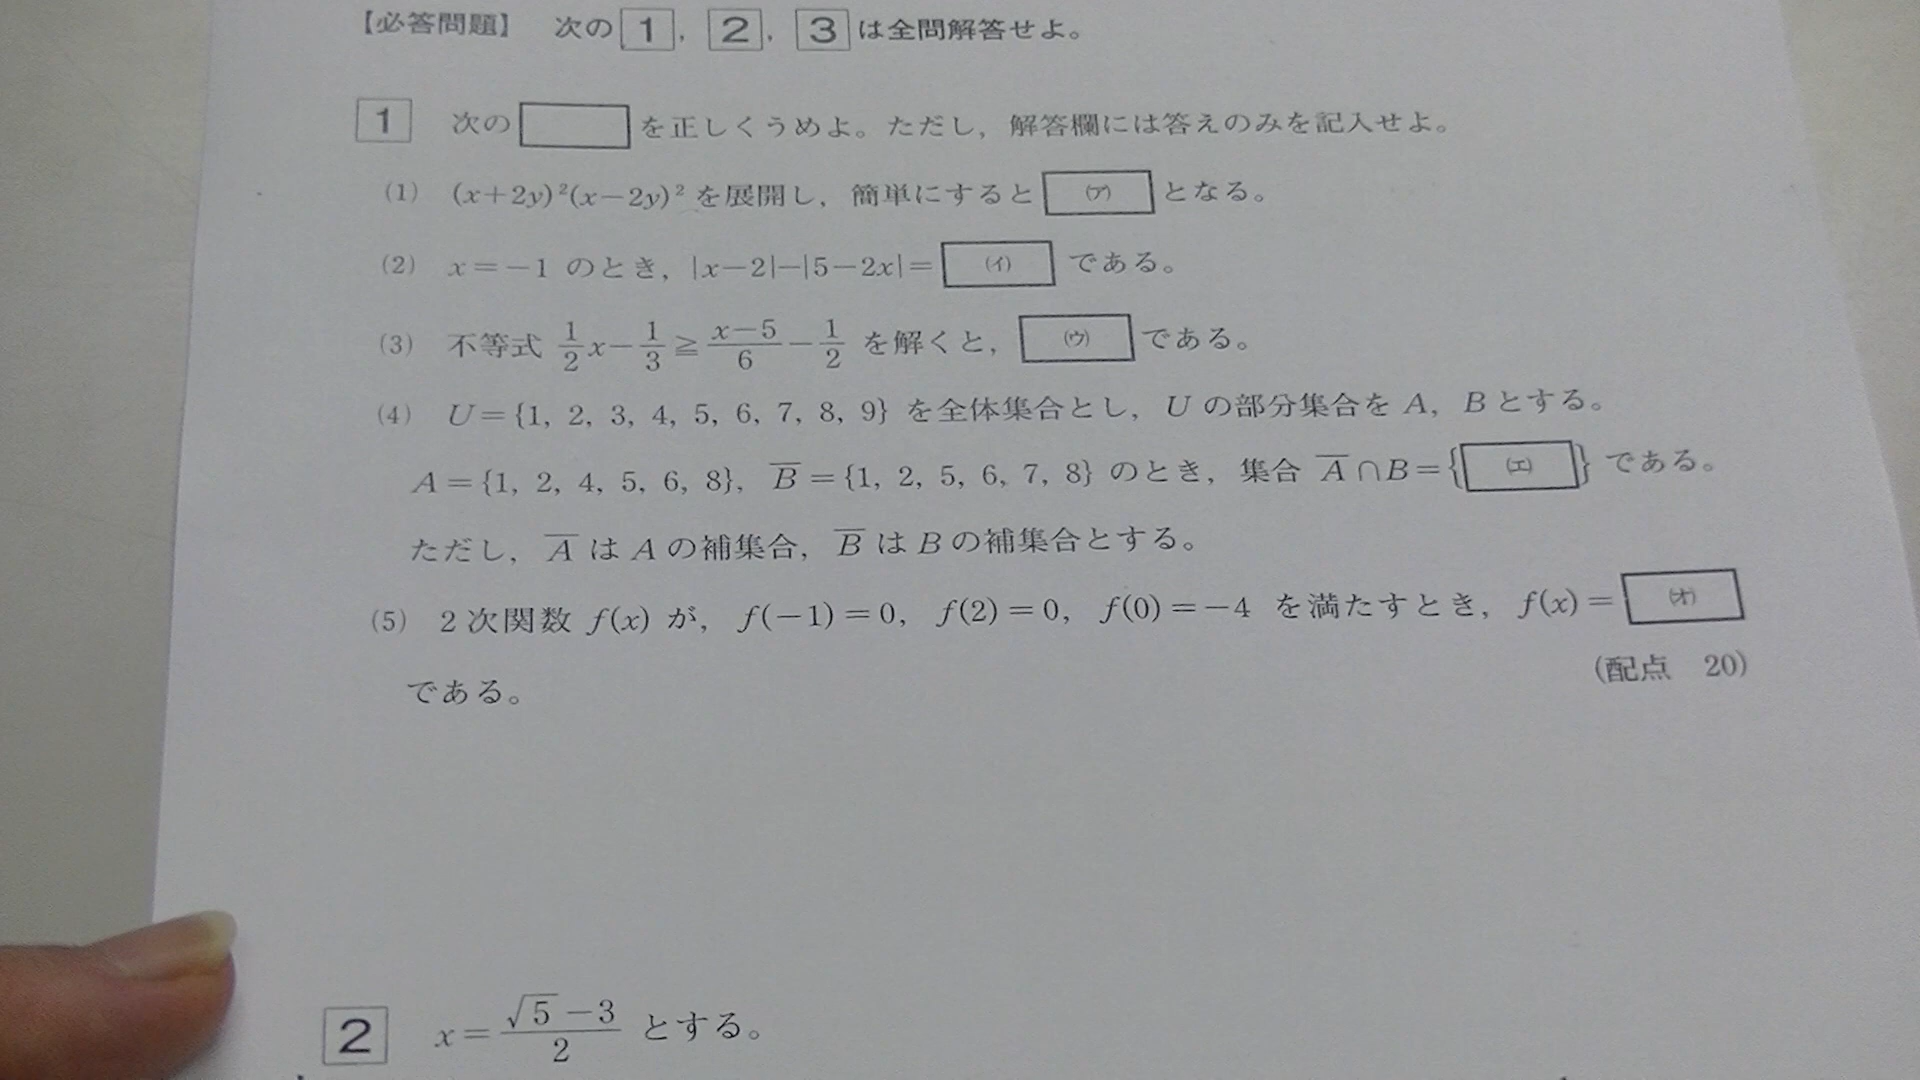 【必答問題】 次の 1 , 2 , 3 は全問解答せよ。
1 次の□を正しくうめよ。ただし, 解答欄には答えのみを記入せよ。
(1) (x+2y)²(x−2y)² を展開し, 簡単にすると (ア) となる。
(2) x=−1 のとき, |x−2|−|5−2x|= (イ) である。
(3) 不等式 1/2 x−1/3≧(x−5)/6−1/2 を解くと, (ウ) である。
(4) U={1, 2, 3, 4, 5, 6, 7, 8, 9} を全体集合とし, U の部分集合を A, B とする。
A={1, 2, 4, 5, 6, 8}, B̅={1, 2, 5, 6, 7, 8} のとき, 集合 A̅∩B={ (エ) } である。
ただし, A̅ は A の補集合, B̅ は B の補集合とする。
(5) 2次関数 f(x) が, f(−1)=0, f(2)=0, f(0)=−4 を満たすとき, f(x)= (オ)
である。
(配点 20)
2 x=(√5−3)/2 とする。